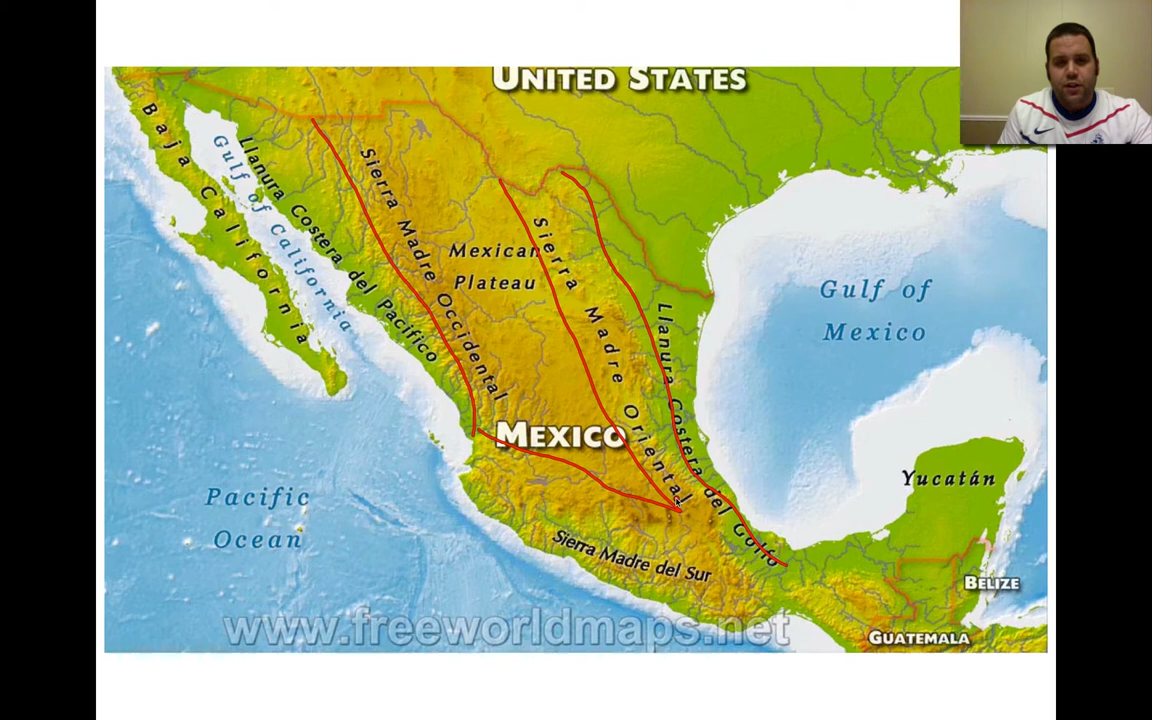 UNITED STATES
Baja California
Gulf of California
Llanura Costera del Pacifico
Sierra Madre Occidental
Mexican
Plateau
Sierra Madre Oriental
Llanura Costera del Golfo
Gulf of
Mexico
MEXICO
Yucatán
Pacific
Ocean
Sierra Madre del Sur
BELIZE
GUATEMALA
www.freeworldmaps.net